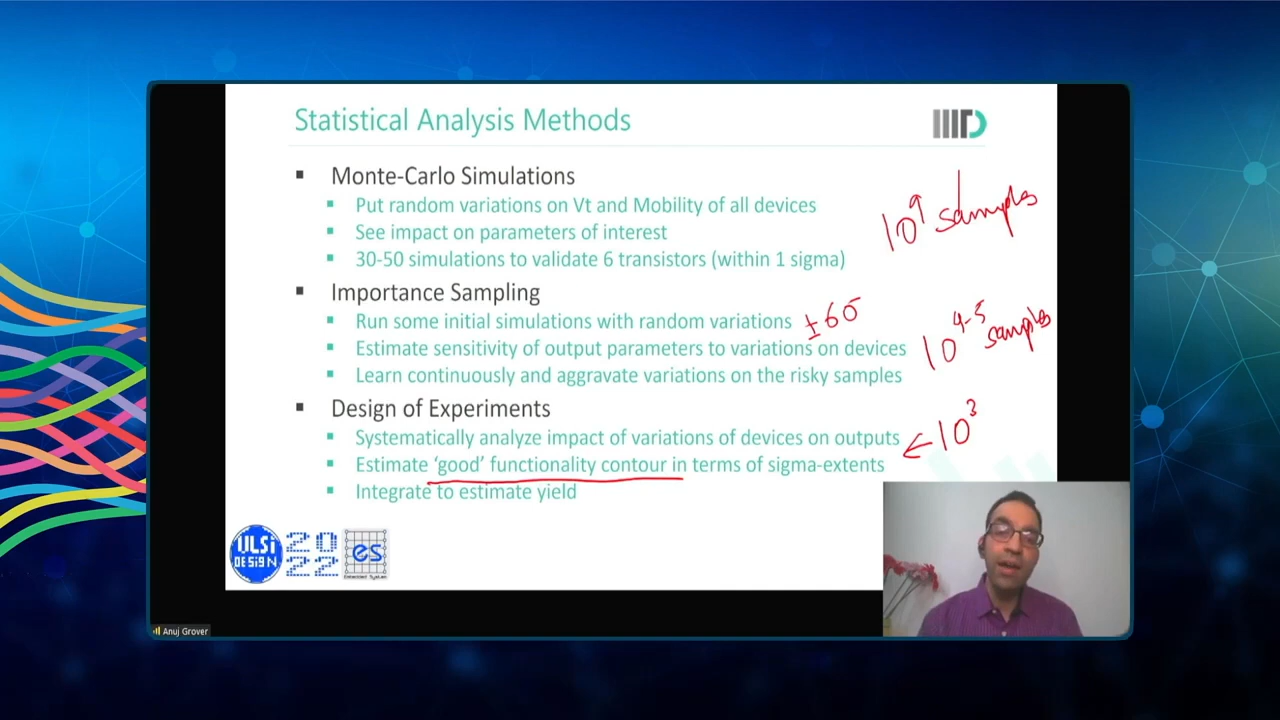 Statistical Analysis Methods
IIITD
▪ Monte-Carlo Simulations
▪ Put random variations on Vt and Mobility of all devices
▪ See impact on parameters of interest
▪ 30-50 simulations to validate 6 transistors (within 1 sigma)
10⁹ samples
▪ Importance Sampling
▪ Run some initial simulations with random variations ±6σ
▪ Estimate sensitivity of output parameters to variations on devices
▪ Learn continuously and aggravate variations on the risky samples
10⁴⁻⁵ samples
▪ Design of Experiments
▪ Systematically analyze impact of variations of devices on outputs ←10³
▪ Estimate ‘good’ functionality contour in terms of sigma-extents
▪ Integrate to estimate yield
VLSI DESIGN
2022
es
Embedded System
Anuj Grover